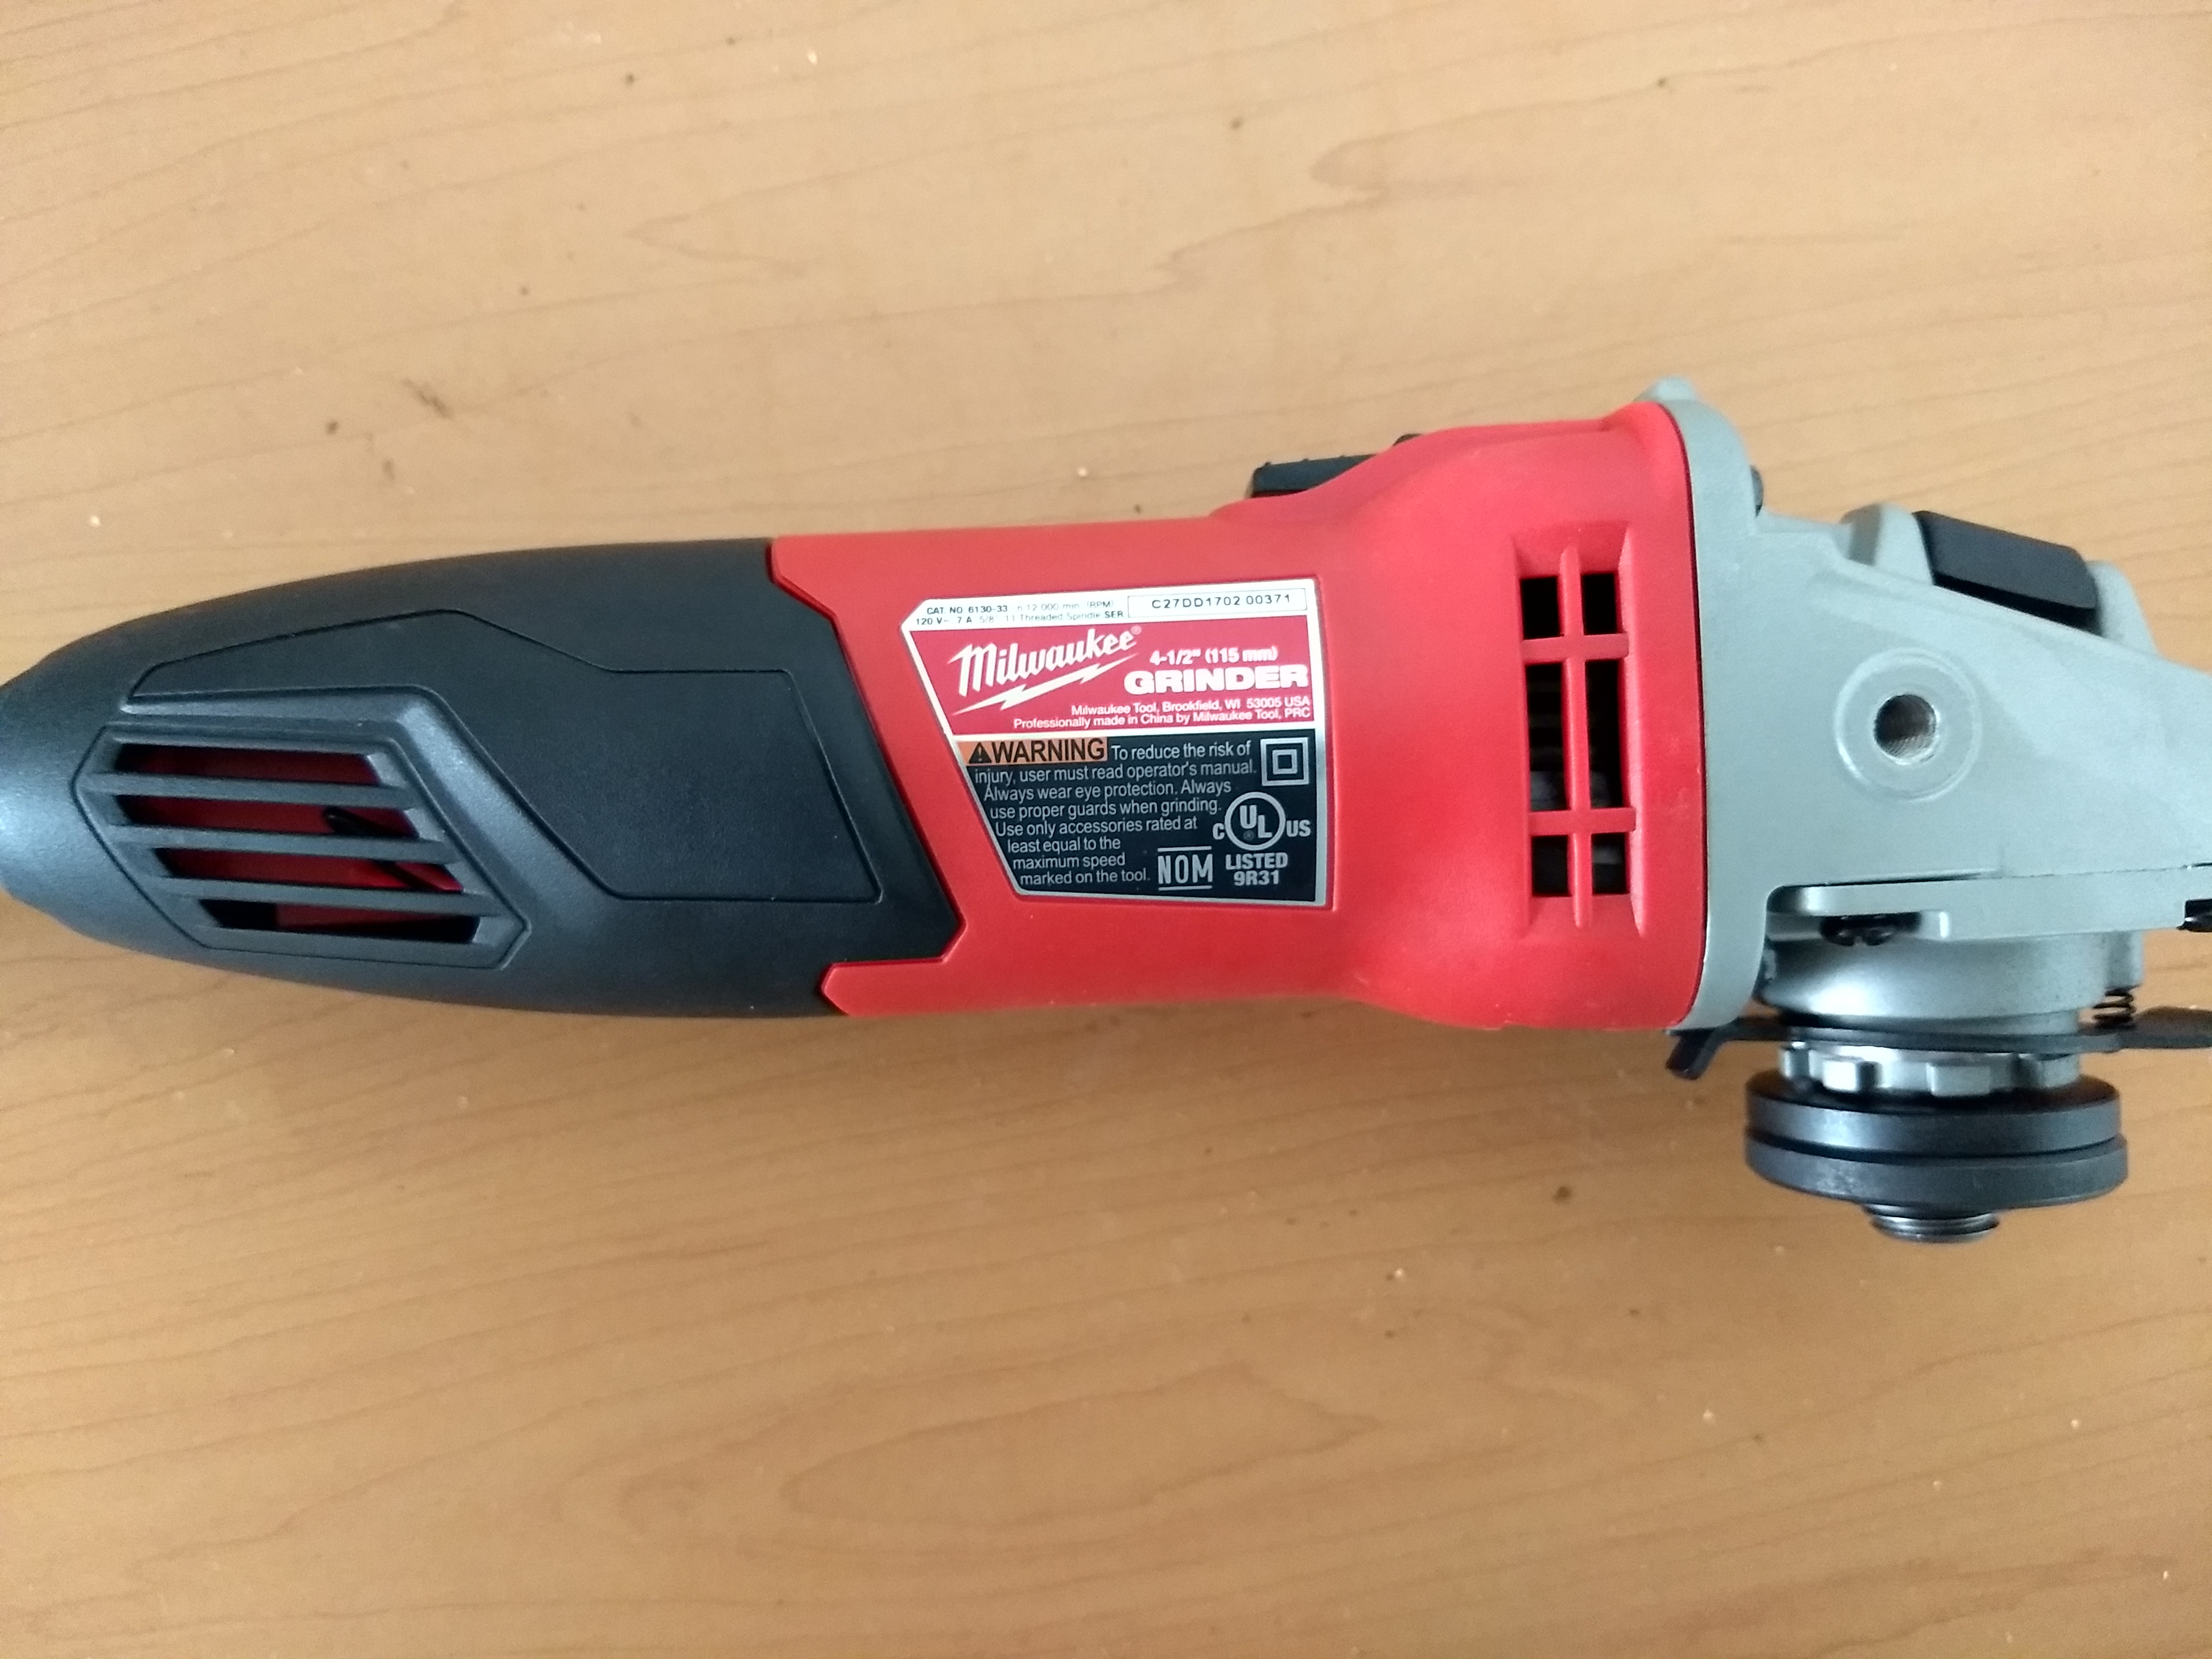 CAT. NO 6130-33 n 12 000 min (RPM)
120 V~ 7 A 5/8" 11 Threaded Spindle SER
C27DD1702 00371
Milwaukee®
4-1/2" (115 mm)
GRINDER
Milwaukee Tool, Brookfield, WI 53005 USA
Professionally made in China by Milwaukee Tool, PRC
WARNING To reduce the risk of
injury, user must read operator's manual.
Always wear eye protection. Always
use proper guards when grinding.
Use only accessories rated at
least equal to the
maximum speed
marked on the tool.
NOM
C UL® US
LISTED
9R31